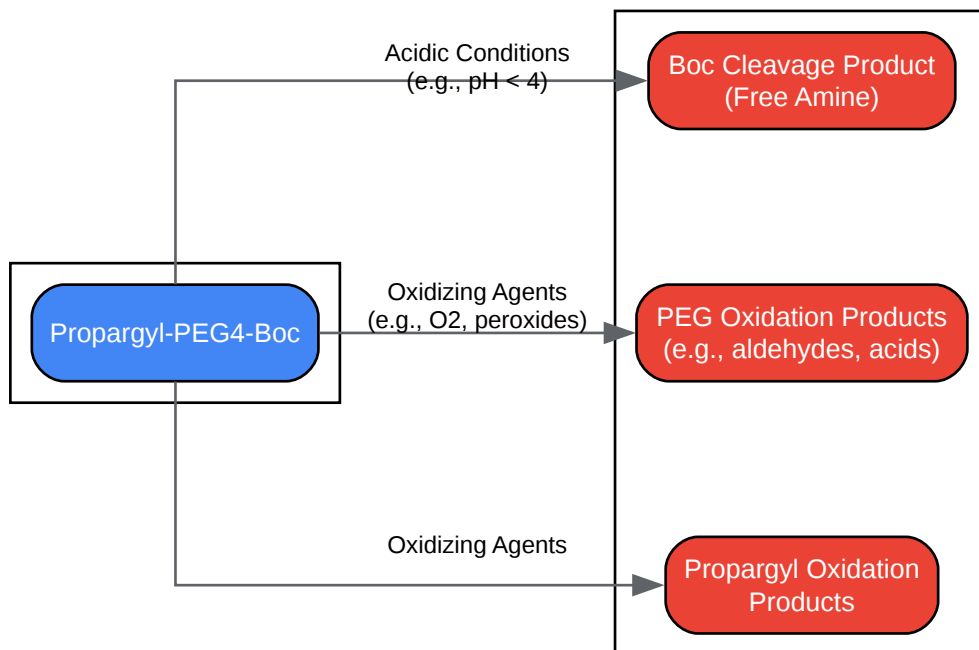 Acidic Conditions
(e.g., pH < 4)
Boc Cleavage Product
(Free Amine)
Propargyl-PEG4-Boc
Oxidizing Agents
(e.g., O2, peroxides)
PEG Oxidation Products
(e.g., aldehydes, acids)
Oxidizing Agents
Propargyl Oxidation
Products